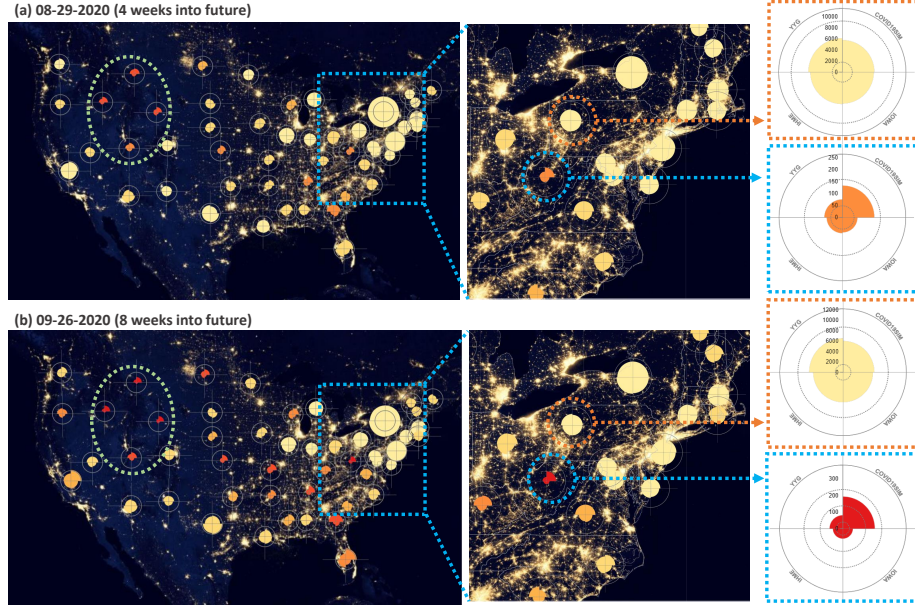 (a) 08-29-2020 (4 weeks into future)
YYG
COVID19SIM
10000
8000
6000
4000
2000
0
IHME
IOWA
YYG
COVID19SIM
250
200
150
100
50
0
IHME
IOWA
(b) 09-26-2020 (8 weeks into future)
YYG
COVID19SIM
12000
10000
8000
6000
4000
2000
0
IHME
IOWA
YYG
COVID19SIM
300
200
100
0
IHME
IOWA